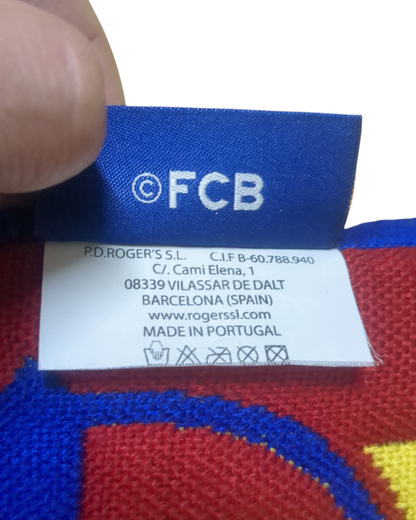 ©FCB
P.D.ROGER'S S.L. C.I.F B-60.788.940
C/. Cami Elena, 1
08339 VILASSAR DE DALT
BARCELONA (SPAIN)
www.rogerssl.com
MADE IN PORTUGAL